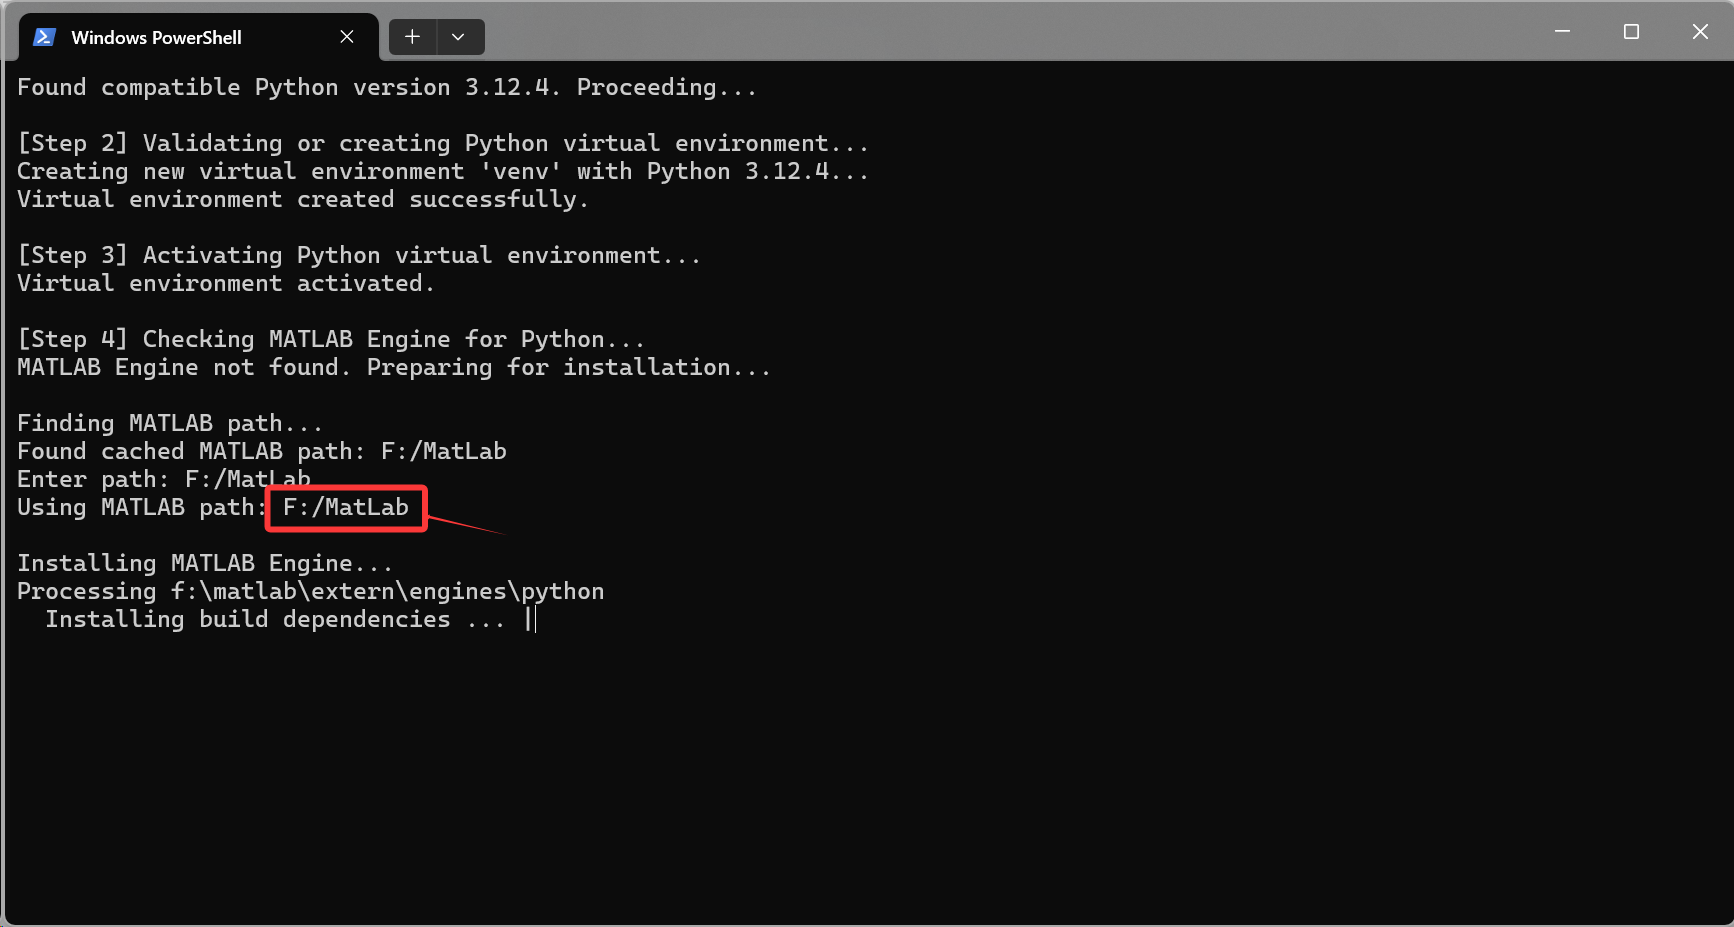 Windows PowerShell
Found compatible Python version 3.12.4. Proceeding...
[Step 2] Validating or creating Python virtual environment...
Creating new virtual environment 'venv' with Python 3.12.4...
Virtual environment created successfully.
[Step 3] Activating Python virtual environment...
Virtual environment activated.
[Step 4] Checking MATLAB Engine for Python...
MATLAB Engine not found. Preparing for installation...
Finding MATLAB path...
Found cached MATLAB path: F:/MatLab
Enter path: F:/MatLab
Using MATLAB path: F:/MatLab
Installing MATLAB Engine...
Processing f:\matlab\extern\engines\python
Installing build dependencies ... |